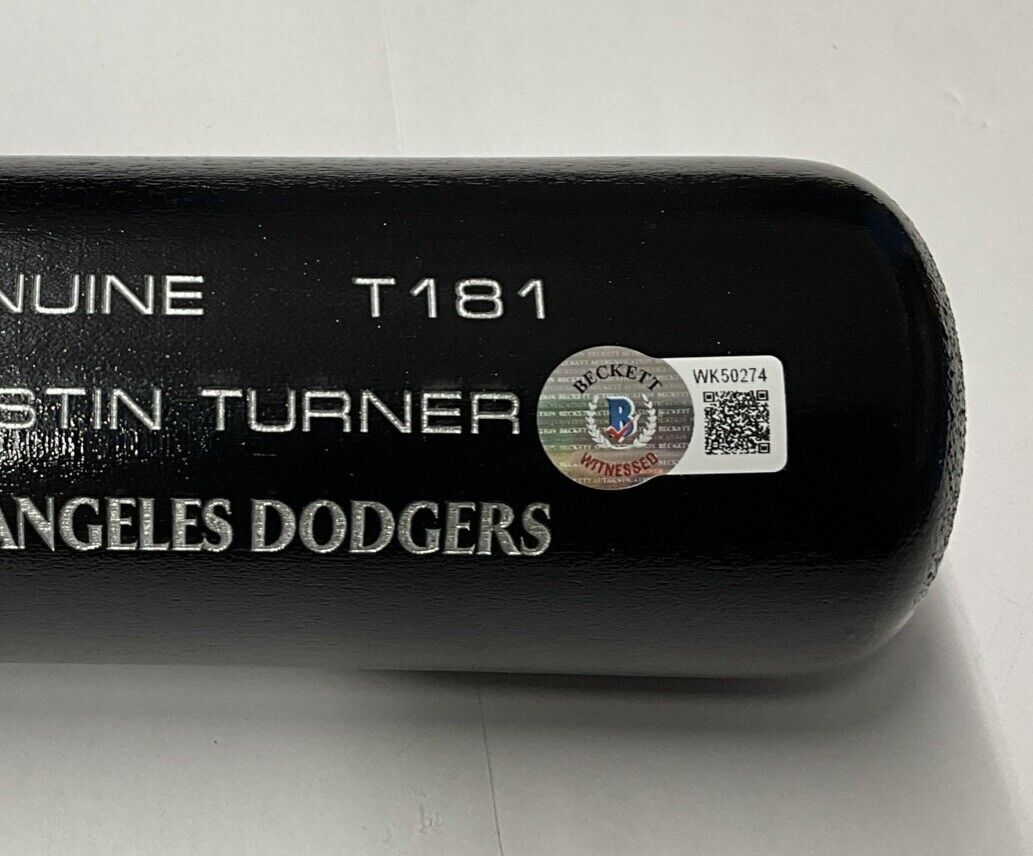 NUINE T181
STIN TURNER
ANGELES DODGERS
BECKETT
B
WITNESSED
WK50274